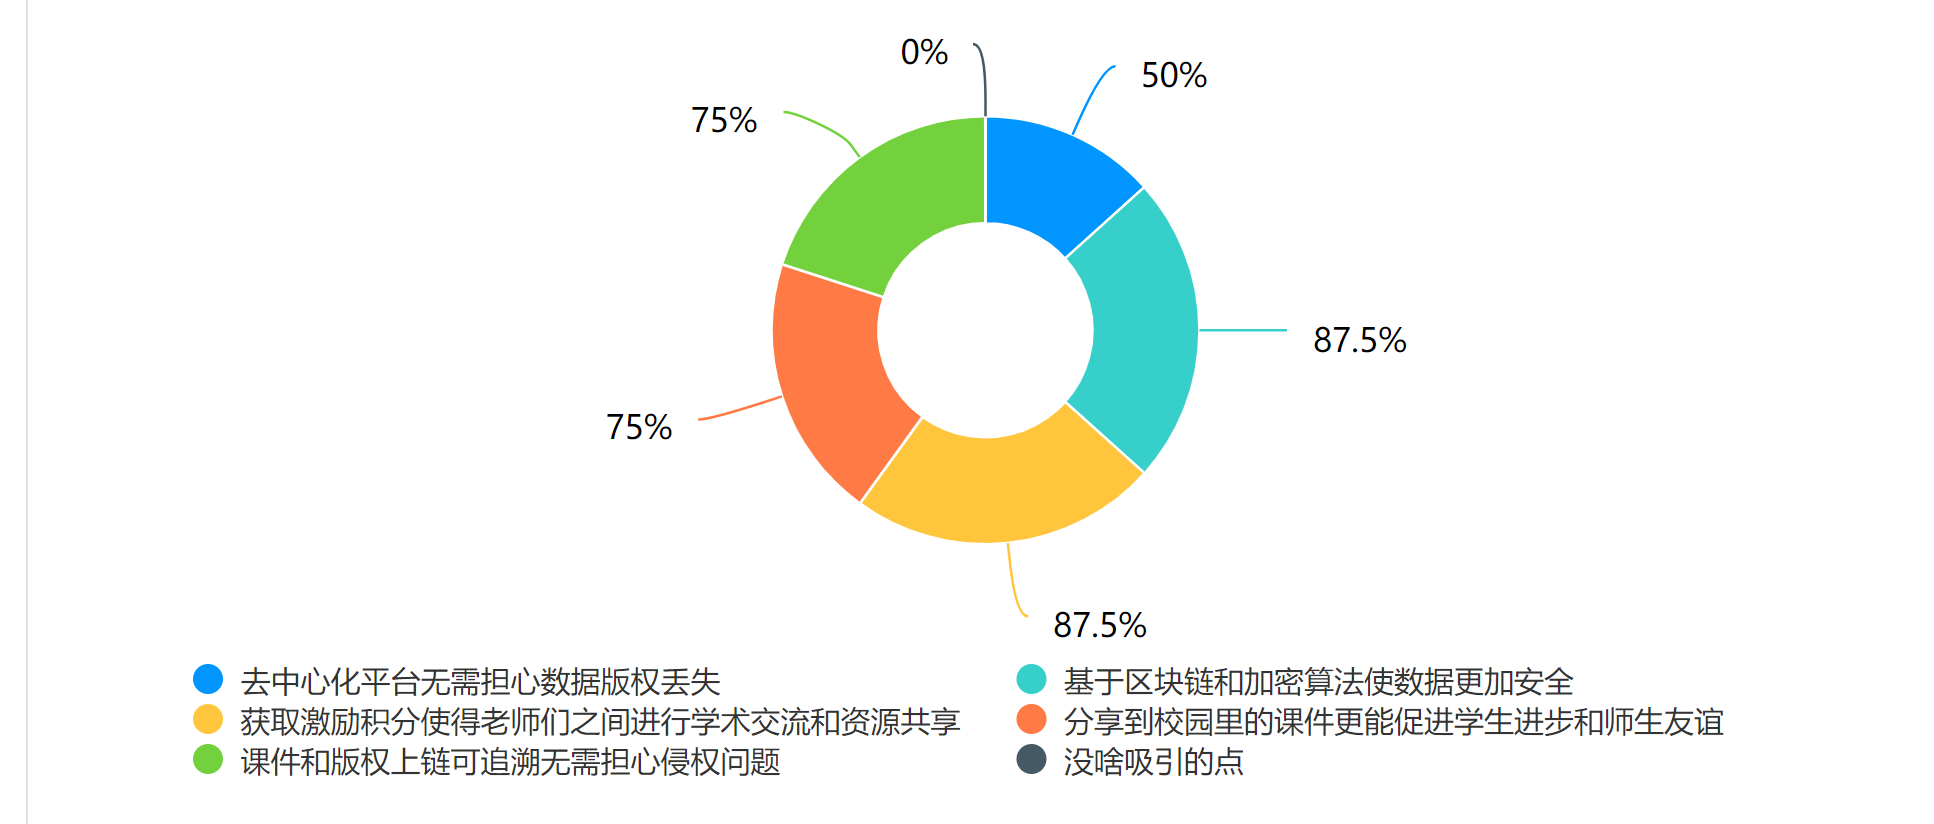 0%
50%
75%
87.5%
75%
87.5%
去中心化平台无需担心数据版权丢失
基于区块链和加密算法使数据更加安全
获取激励积分使得老师们之间进行学术交流和资源共享
分享到校园里的课件更能促进学生进步和师生友谊
课件和版权上链可追溯无需担心侵权问题
没啥吸引的点